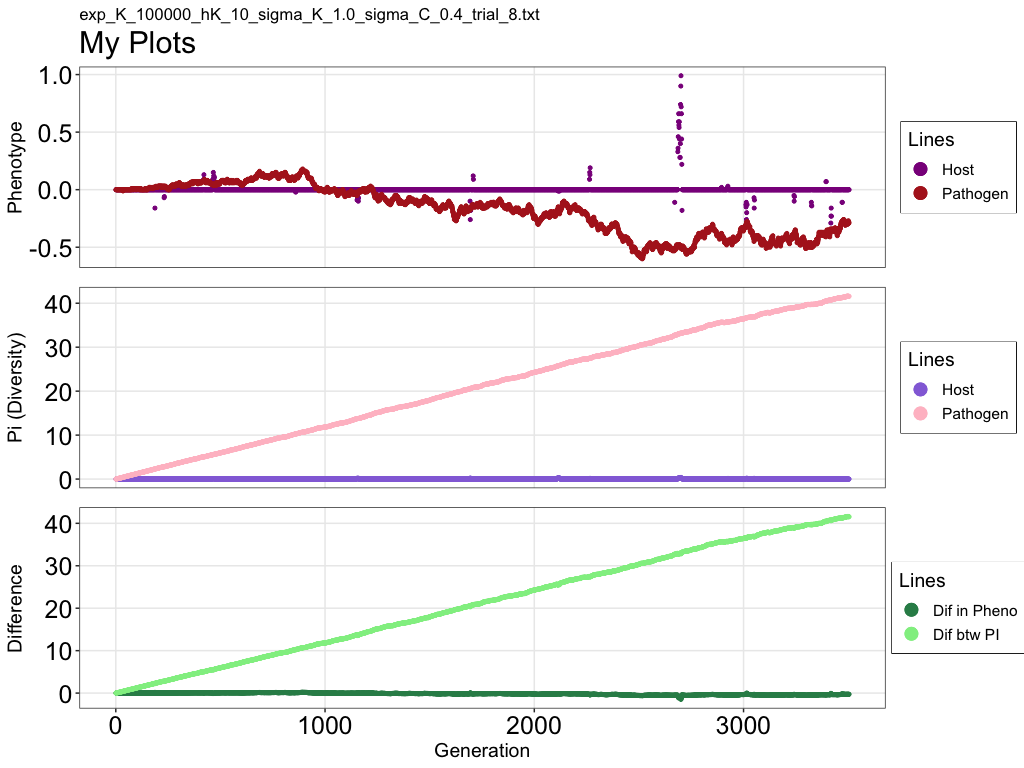 exp_K_100000_hK_10_sigma_K_1.0_sigma_C_0.4_trial_8.txt
My Plots
Phenotype
1.0
0.5
0.0
-0.5
Lines
Host
Pathogen
Pi (Diversity)
40
30
20
10
0
Lines
Host
Pathogen
Difference
40
30
20
10
0
Lines
Dif in Pheno
Dif btw PI
0
1000
2000
3000
Generation